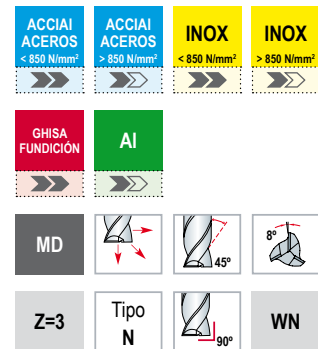 ACCIAI
ACEROS
< 850 N/mm²
ACCIAI
ACEROS
> 850 N/mm²
INOX
< 850 N/mm²
INOX
> 850 N/mm²
GHISA
FUNDICIÓN
Al
MD
45°
8°
Z=3
Tipo
N
90°
WN